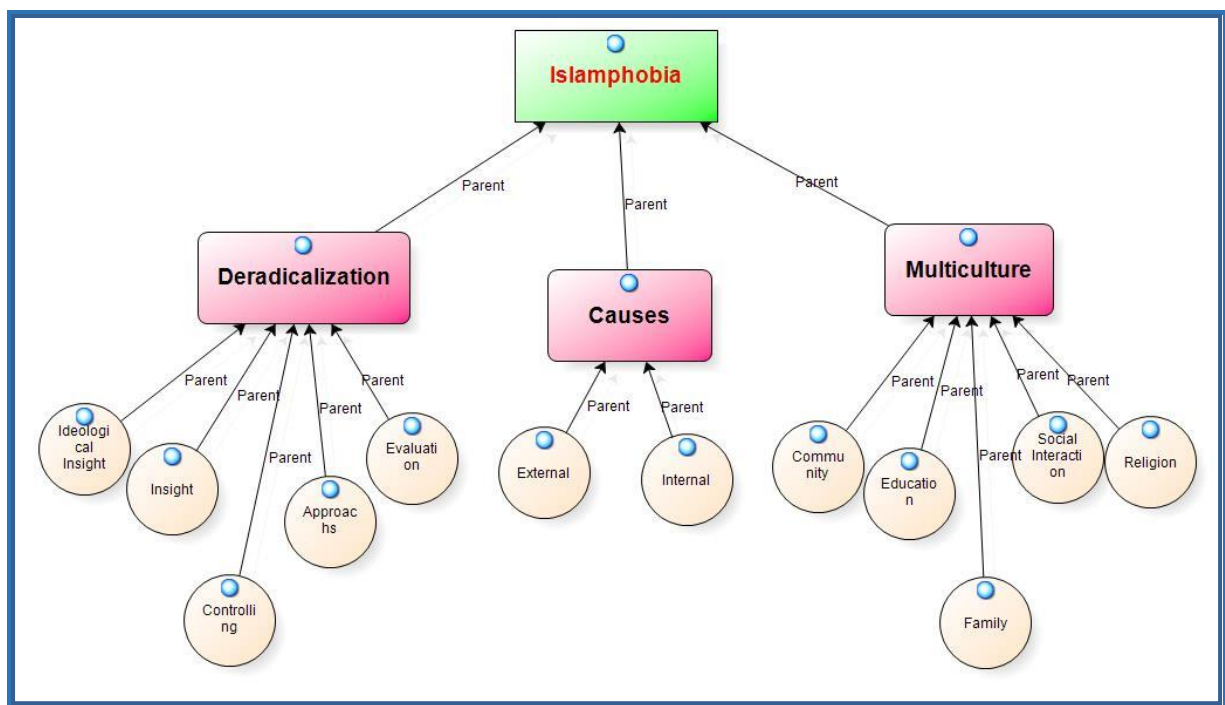 Islamphobia
Parent
Parent
Parent
Deradicalization
Causes
Multiculture
Parent
Parent
Parent
Parent
Parent
Parent
Parent
Parent
Parent
Parent
Parent
Parent
Ideologi
cal
Insight
Insight
Controlli
ng
Approac
hs
Evaluati
on
External
Internal
Commu
nity
Educatio
n
Family
Social
Interacti
on
Religion